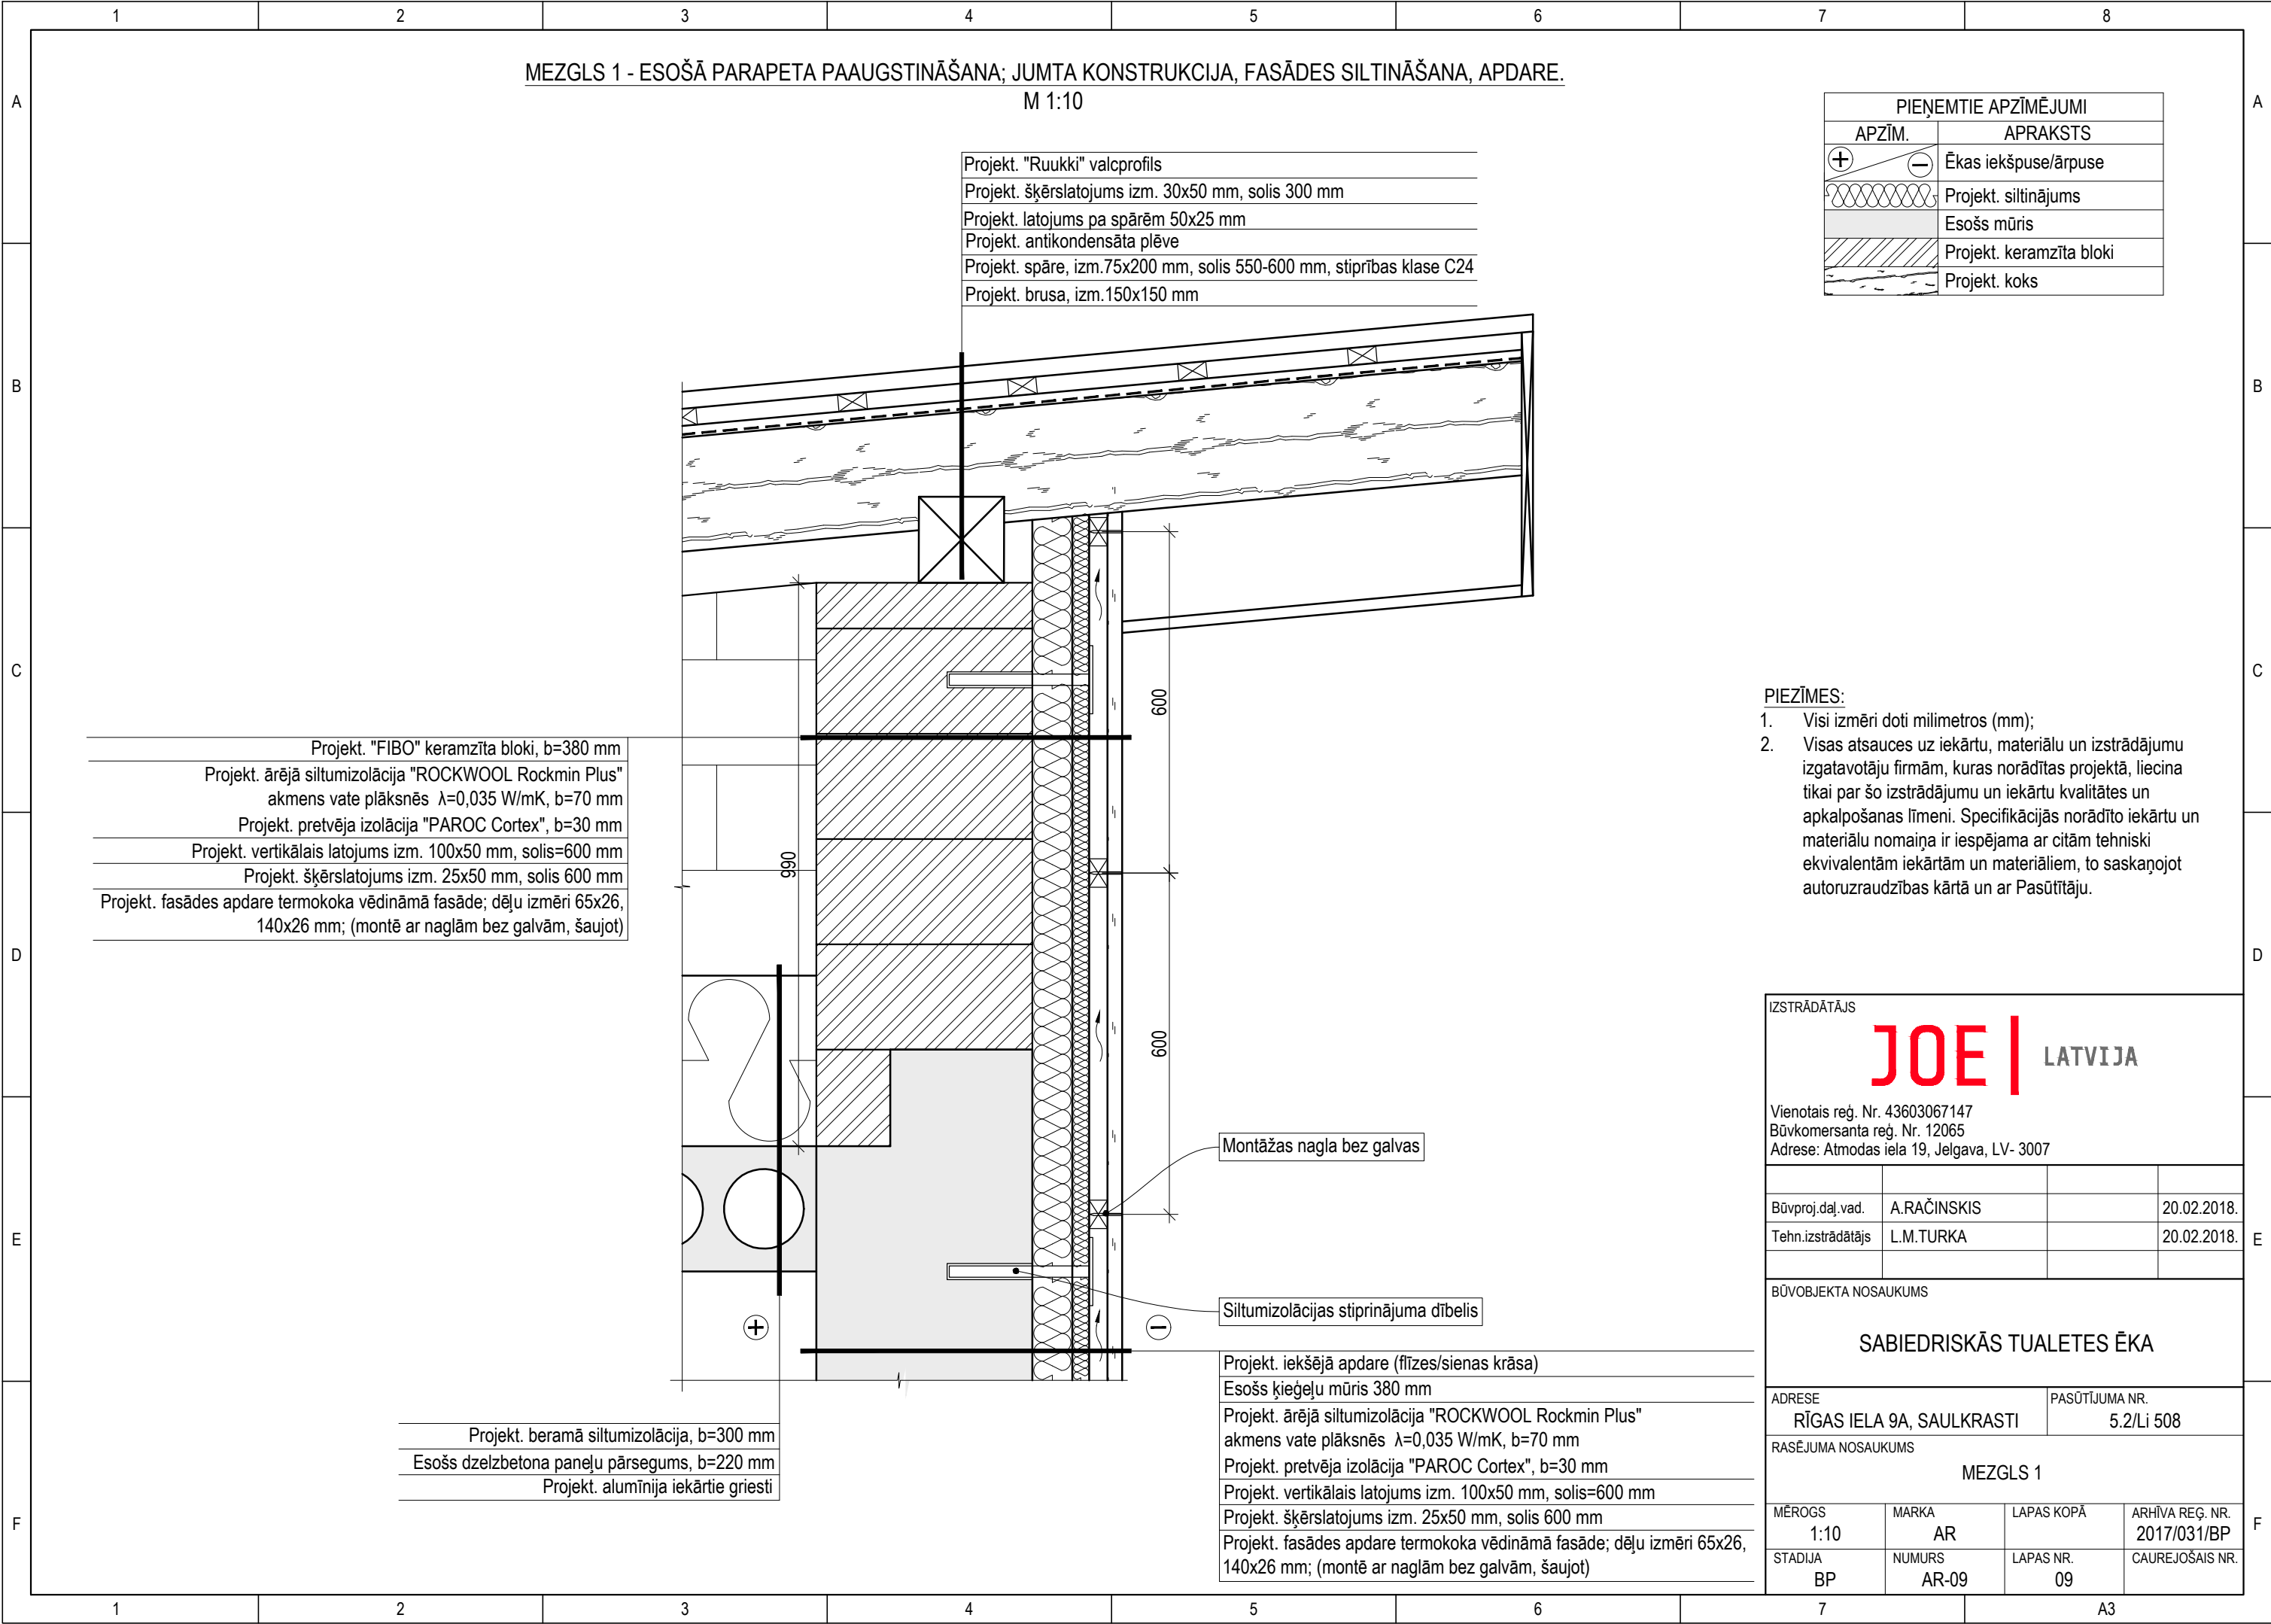 1 2 3 4 5 6 7 8
A
B
C
D
E
F
A
B
C
D
E
F
MEZGLS 1 - ESOŠĀ PARAPETA PAAUGSTINĀŠANA; JUMTA KONSTRUKCIJA, FASĀDES SILTINĀŠANA, APDARE.
M 1:10
PIEŅEMTIE APZĪMĒJUMI
APZĪM. APRAKSTS
Ēkas iekšpuse/ārpuse
Projekt. siltinājums
Esošs mūris
Projekt. keramzīta bloki
Projekt. koks
Projekt. "Ruukki" valcprofils
Projekt. šķērslatojums izm. 30x50 mm, solis 300 mm
Projekt. latojums pa spārēm 50x25 mm
Projekt. antikondensāta plēve
Projekt. spāre, izm.75x200 mm, solis 550-600 mm, stiprības klase C24
Projekt. brusa, izm.150x150 mm
Projekt. "FIBO" keramzīta bloki, b=380 mm
Projekt. ārējā siltumizolācija "ROCKWOOL Rockmin Plus"
akmens vate plāksnēs λ=0,035 W/mK, b=70 mm
Projekt. pretvēja izolācija "PAROC Cortex", b=30 mm
Projekt. vertikālais latojums izm. 100x50 mm, solis=600 mm
Projekt. šķērslatojums izm. 25x50 mm, solis 600 mm
Projekt. fasādes apdare termokoka vēdināmā fasāde; dēļu izmēri 65x26,
140x26 mm; (montē ar naglām bez galvām, šaujot)
990
600
600
PIEZĪMES:
1. Visi izmēri doti milimetros (mm);
2. Visas atsauces uz iekārtu, materiālu un izstrādājumu
izgatavotāju firmām, kuras norādītas projektā, liecina
tikai par šo izstrādājumu un iekārtu kvalitātes un
apkalpošanas līmeni. Specifikācijās norādīto iekārtu un
materiālu nomaiņa ir iespējama ar citām tehniski
ekvivalentām iekārtām un materiāliem, to saskaņojot
autoruzraudzības kārtā un ar Pasūtītāju.
Montāžas nagla bez galvas
Siltumizolācijas stiprinājuma dībelis
+
−
Projekt. beramā siltumizolācija, b=300 mm
Esošs dzelzbetona paneļu pārsegums, b=220 mm
Projekt. alumīnija iekārtie griesti
Projekt. iekšējā apdare (flīzes/sienas krāsa)
Esošs ķieģeļu mūris 380 mm
Projekt. ārējā siltumizolācija "ROCKWOOL Rockmin Plus"
akmens vate plāksnēs λ=0,035 W/mK, b=70 mm
Projekt. pretvēja izolācija "PAROC Cortex", b=30 mm
Projekt. vertikālais latojums izm. 100x50 mm, solis=600 mm
Projekt. šķērslatojums izm. 25x50 mm, solis 600 mm
Projekt. fasādes apdare termokoka vēdināmā fasāde; dēļu izmēri 65x26,
140x26 mm; (montē ar naglām bez galvām, šaujot)
IZSTRĀDĀTĀJS
JOE | LATVIJA
Vienotais reģ. Nr. 43603067147
Būvkomersanta reģ. Nr. 12065
Adrese: Atmodas iela 19, Jelgava, LV- 3007
Būvproj.daļ.vad. A.RAČINSKIS 20.02.2018.
Tehn.izstrādātājs L.M.TURKA 20.02.2018.
BŪVOBJEKTA NOSAUKUMS
SABIEDRISKĀS TUALETES ĒKA
ADRESE PASŪTĪJUMA NR.
RĪGAS IELA 9A, SAULKRASTI 5.2/Li 508
RASĒJUMA NOSAUKUMS
MEZGLS 1
MĒROGS MARKA LAPAS KOPĀ ARHĪVA REĢ. NR.
1:10 AR 2017/031/BP
STADIJA NUMURS LAPAS NR. CAUREJOŠAIS NR.
BP AR-09 09
1 2 3 4 5 6 7 A3